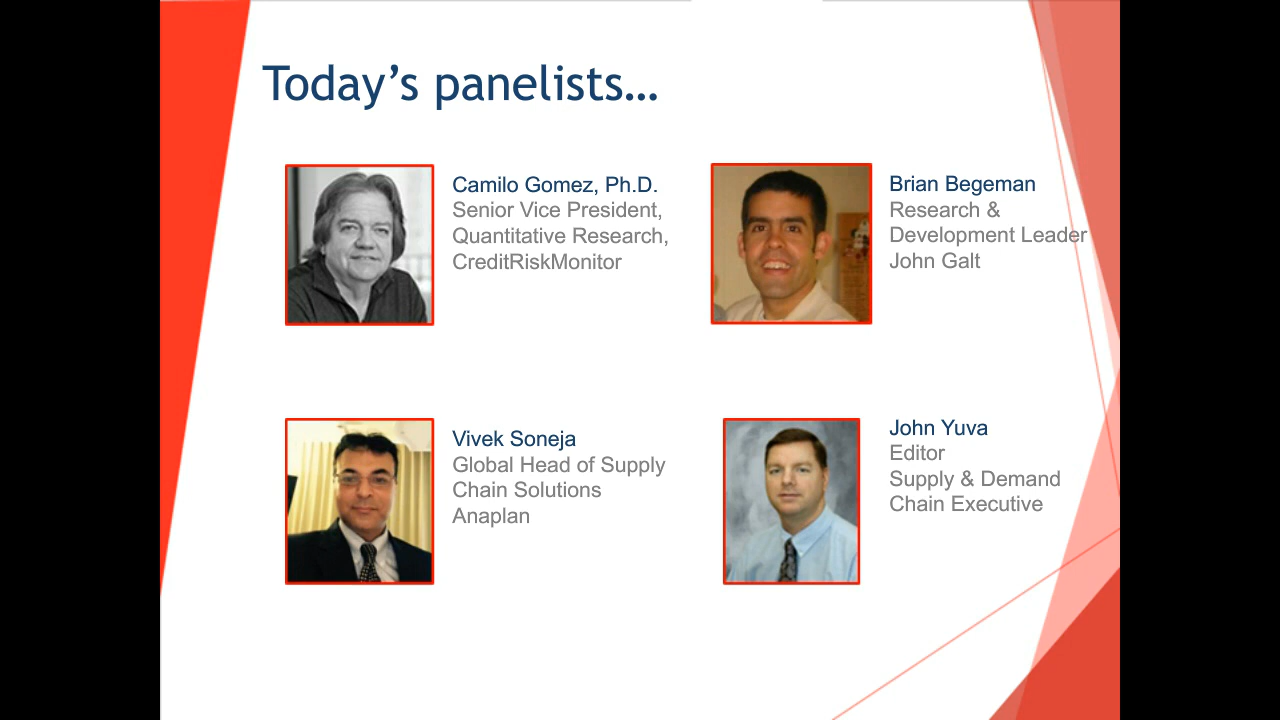 Today’s panelists…
Camilo Gomez, Ph.D.
Senior Vice President,
Quantitative Research,
CreditRiskMonitor
Brian Begeman
Research &
Development Leader
John Galt
Vivek Soneja
Global Head of Supply
Chain Solutions
Anaplan
John Yuva
Editor
Supply & Demand
Chain Executive